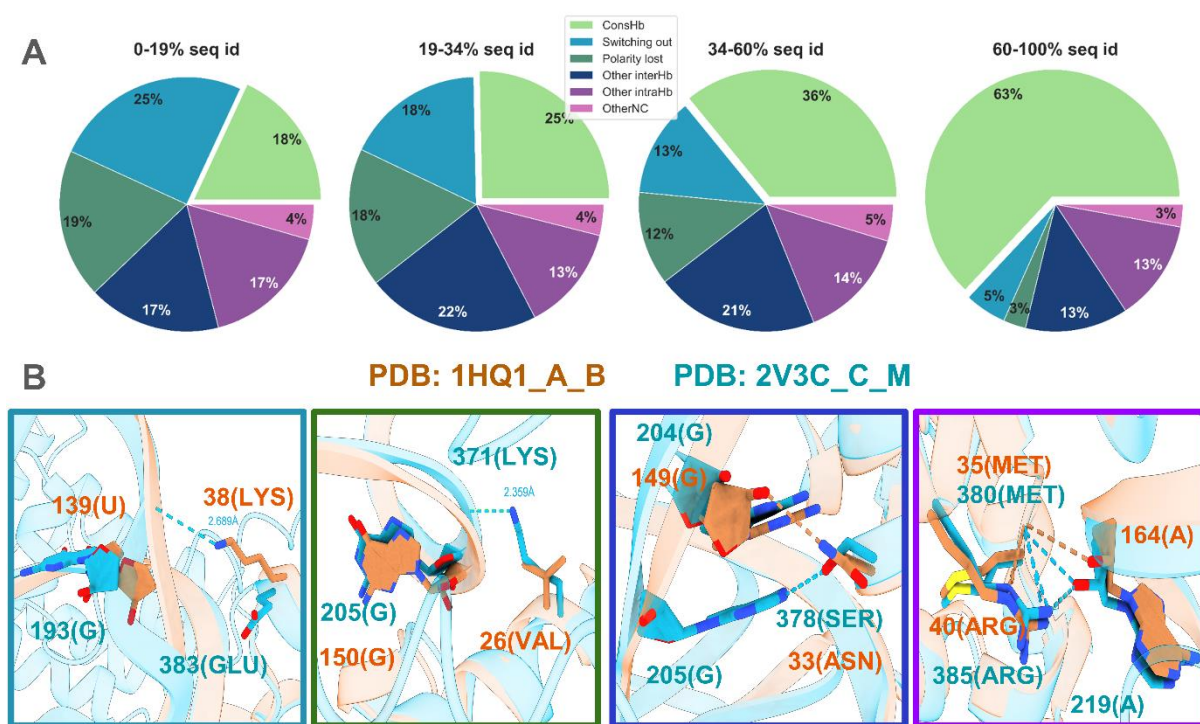 A
0-19% seq id
19-34% seq id
34-60% seq id
60-100% seq id
ConsHb
Switching out
Polarity lost
Other interHb
Other intraHb
OtherNC
25%
18%
19%
17%
17%
4%
18%
25%
18%
22%
13%
4%
13%
36%
12%
21%
14%
5%
63%
5%
3%
13%
13%
3%
B
PDB: 1HQ1_A_B
PDB: 2V3C_C_M
139(U)
38(LYS)
2.689Å
193(G)
383(GLU)
371(LYS)
2.359Å
205(G)
150(G)
26(VAL)
204(G)
149(G)
378(SER)
205(G)
33(ASN)
35(MET)
380(MET)
164(A)
40(ARG)
385(ARG)
219(A)